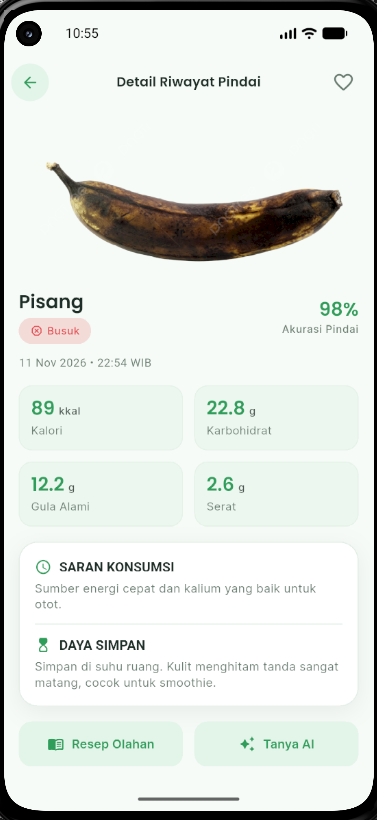 10:55
Detail Riwayat Pindai
Pisang
98%
Busuk
Akurasi Pindai
11 Nov 2026 • 22:54 WIB
89 kkal
Kalori
22.8 g
Karbohidrat
12.2 g
Gula Alami
2.6 g
Serat
SARAN KONSUMSI
Sumber energi cepat dan kalium yang baik untuk
otot.
DAYA SIMPAN
Simpan di suhu ruang. Kulit menghitam tanda sangat
matang, cocok untuk smoothie.
Resep Olahan
Tanya AI